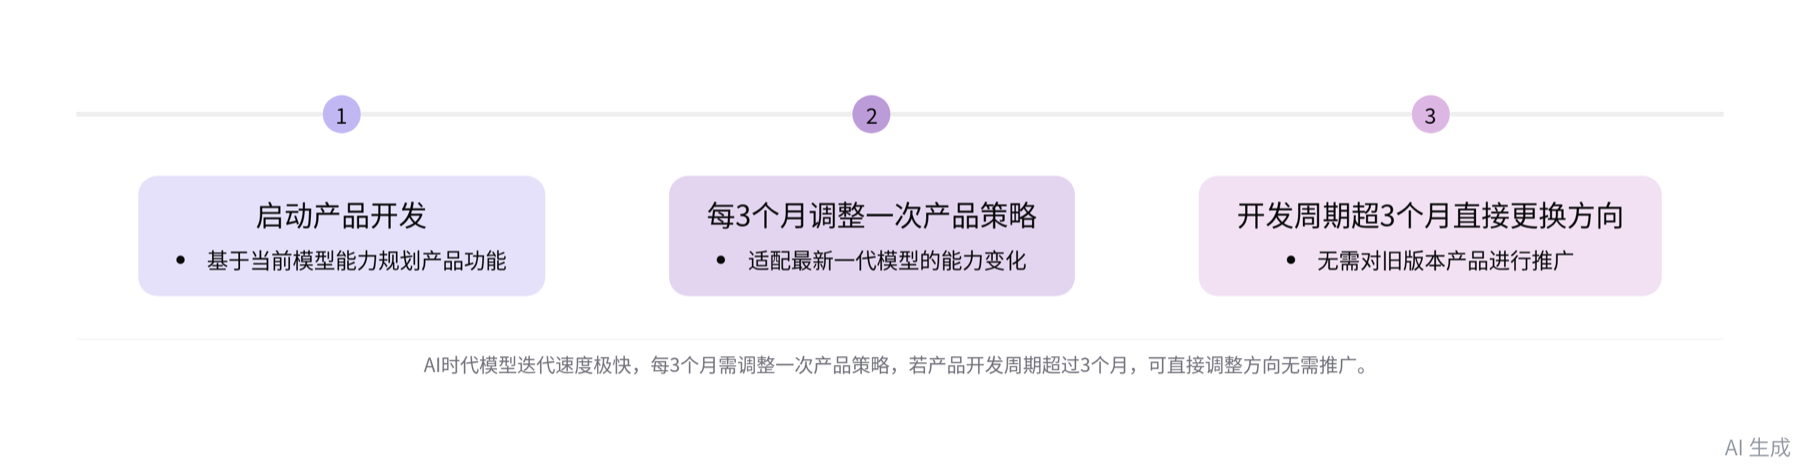 1
2
3
启动产品开发
• 基于当前模型能力规划产品功能
每3个月调整一次产品策略
• 适配最新一代模型的能力变化
开发周期超3个月直接更换方向
• 无需对旧版本产品进行推广
AI时代模型迭代速度极快，每3个月需调整一次产品策略，若产品开发周期超过3个月，可直接调整方向无需推广。
AI 生成